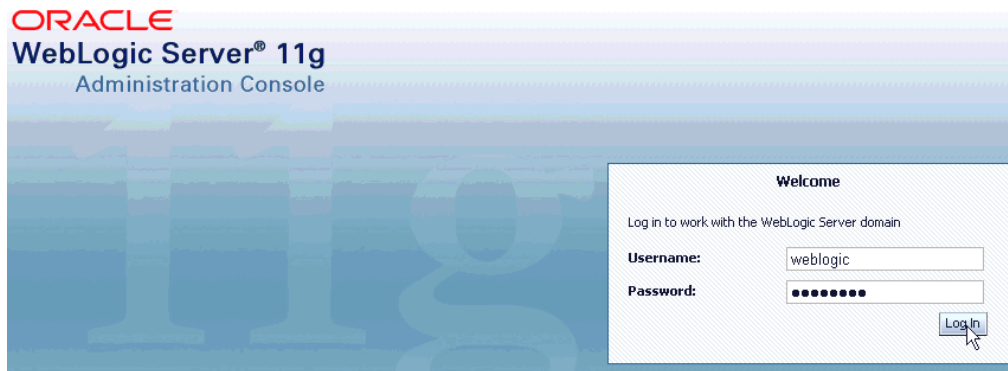 ORACLE
WebLogic Server® 11g
Administration Console
11g
Welcome
Log in to work with the WebLogic Server domain
Username:
weblogic
Password:
●●●●●●●●
Log In